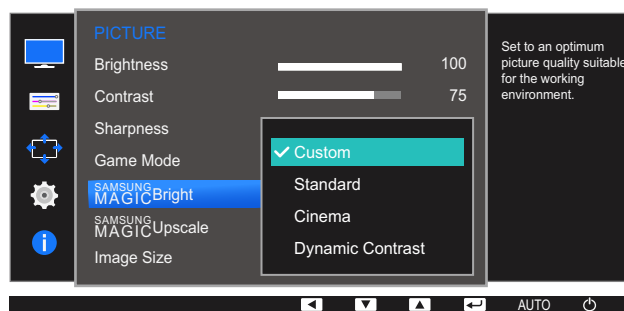 PICTURE
Brightness 100
Contrast 75
Sharpness
Game Mode
SAMSUNG
MAGICBright
SAMSUNG
MAGICUpscale
Image Size
✓ Custom
Standard
Cinema
Dynamic Contrast
Set to an optimum
picture quality suitable
for the working
environment.
i
AUTO